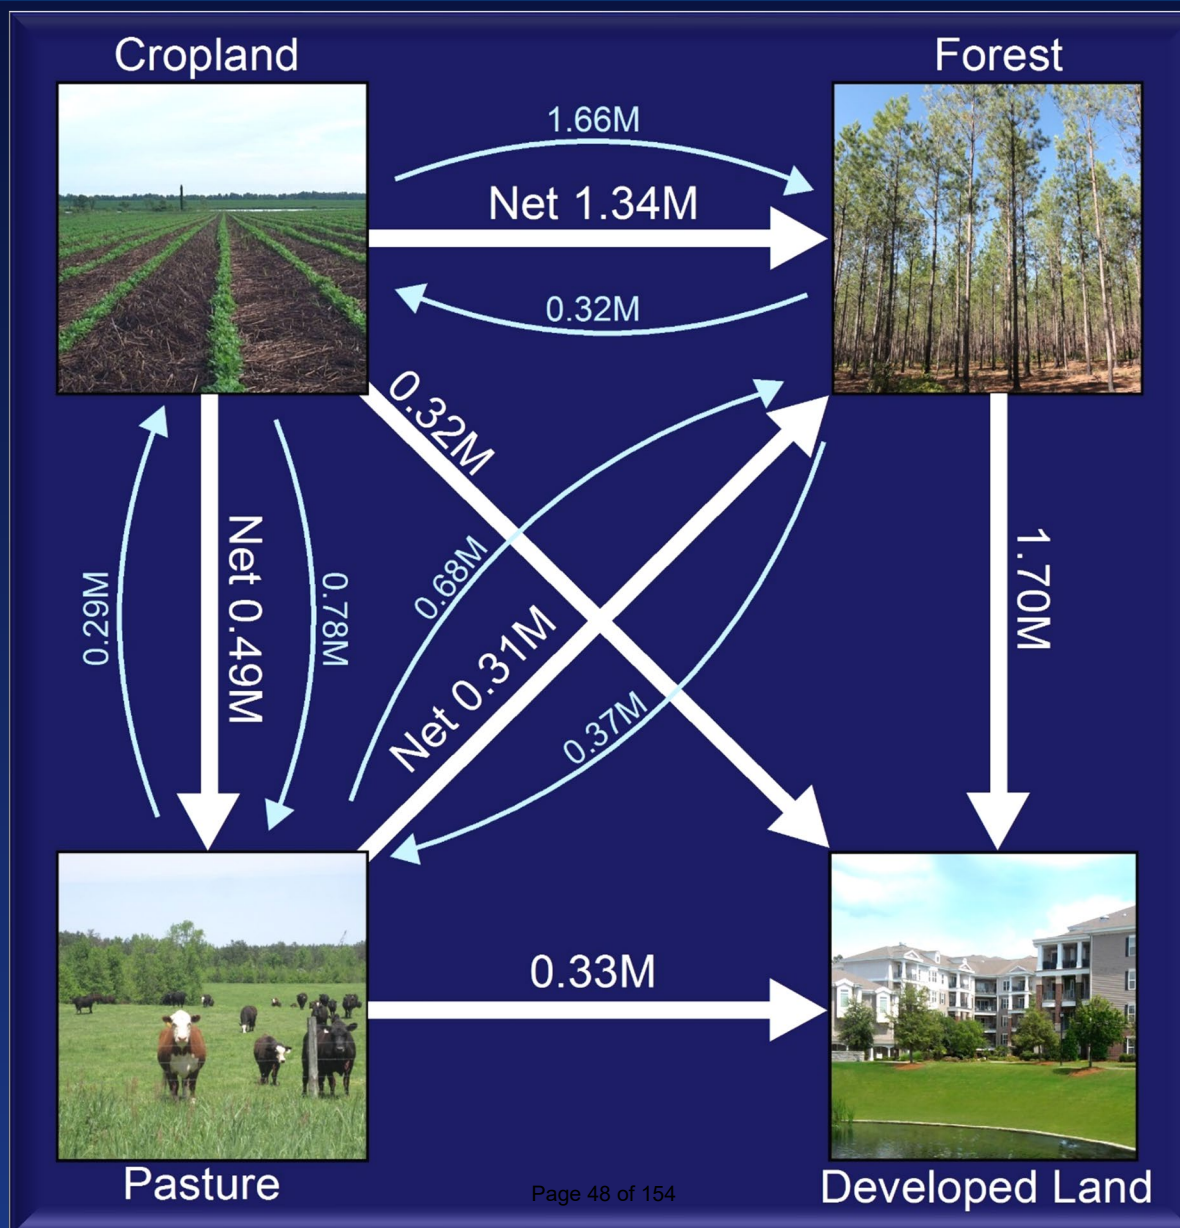 Cropland
Forest
1.66M
Net 1.34M
0.32M
0.32M
0.29M
Net 0.49M
0.78M
0.68M
Net 0.31M
0.37M
1.70M
0.33M
Pasture
Developed Land
Page 48 of 154